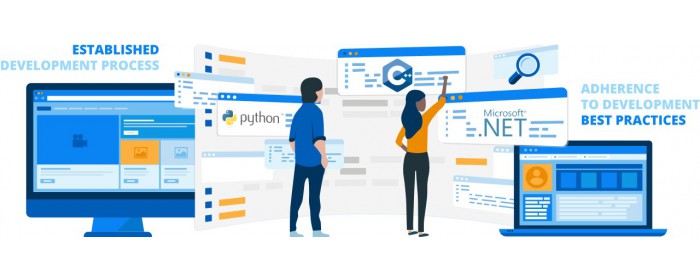 ESTABLISHED
DEVELOPMENT PROCESS
C++
python
Microsoft®
.NET
ADHERENCE
TO DEVELOPMENT
BEST PRACTICES